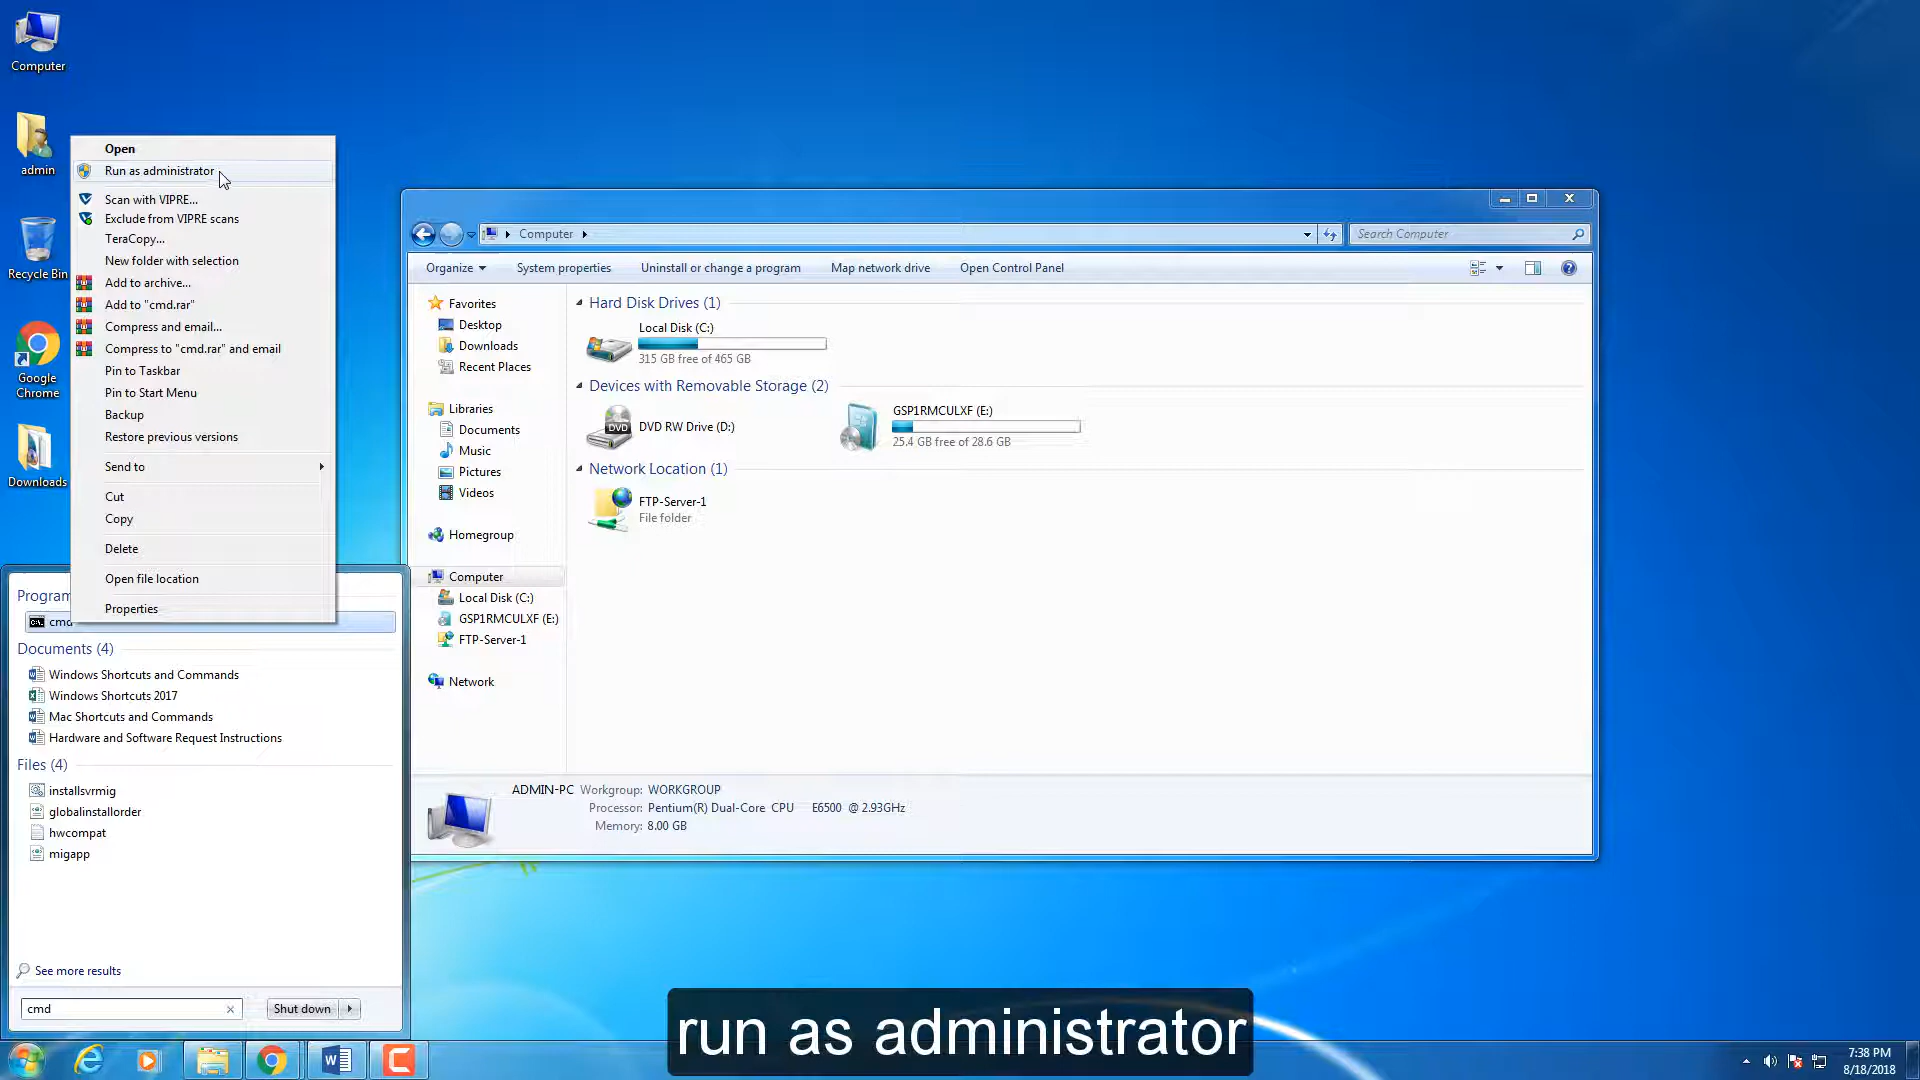 Computer
admin
Recycle Bin
Google
Chrome
Downloads
Open
Run as administrator
Scan with VIPRE...
Exclude from VIPRE scans
TeraCopy...
New folder with selection
Add to archive...
Add to "cmd.rar"
Compress and email...
Compress to "cmd.rar" and email
Pin to Taskbar
Pin to Start Menu
Backup
Restore previous versions
Send to
Cut
Copy
Delete
Open file location
Properties
Program
cmd
Documents (4)
Windows Shortcuts and Commands
Windows Shortcuts 2017
Mac Shortcuts and Commands
Hardware and Software Request Instructions
Files (4)
installsvrmig
globalinstallorder
hwcompat
migapp
See more results
cmd
Shut down
Computer
Search Computer
Organize
System properties
Uninstall or change a program
Map network drive
Open Control Panel
Favorites
Desktop
Downloads
Recent Places
Libraries
Documents
Music
Pictures
Videos
Homegroup
Computer
Local Disk (C:)
GSP1RMCULXF (E:)
FTP-Server-1
Network
Hard Disk Drives (1)
Local Disk (C:)
315 GB free of 465 GB
Devices with Removable Storage (2)
DVD
DVD RW Drive (D:)
GSP1RMCULXF (E:)
25.4 GB free of 28.6 GB
Network Location (1)
FTP-Server-1
File folder
ADMIN-PC Workgroup: WORKGROUP
Processor: Pentium(R) Dual-Core CPU E6500 @ 2.93GHz
Memory: 8.00 GB
run as administrator
7:38 PM
8/18/2018